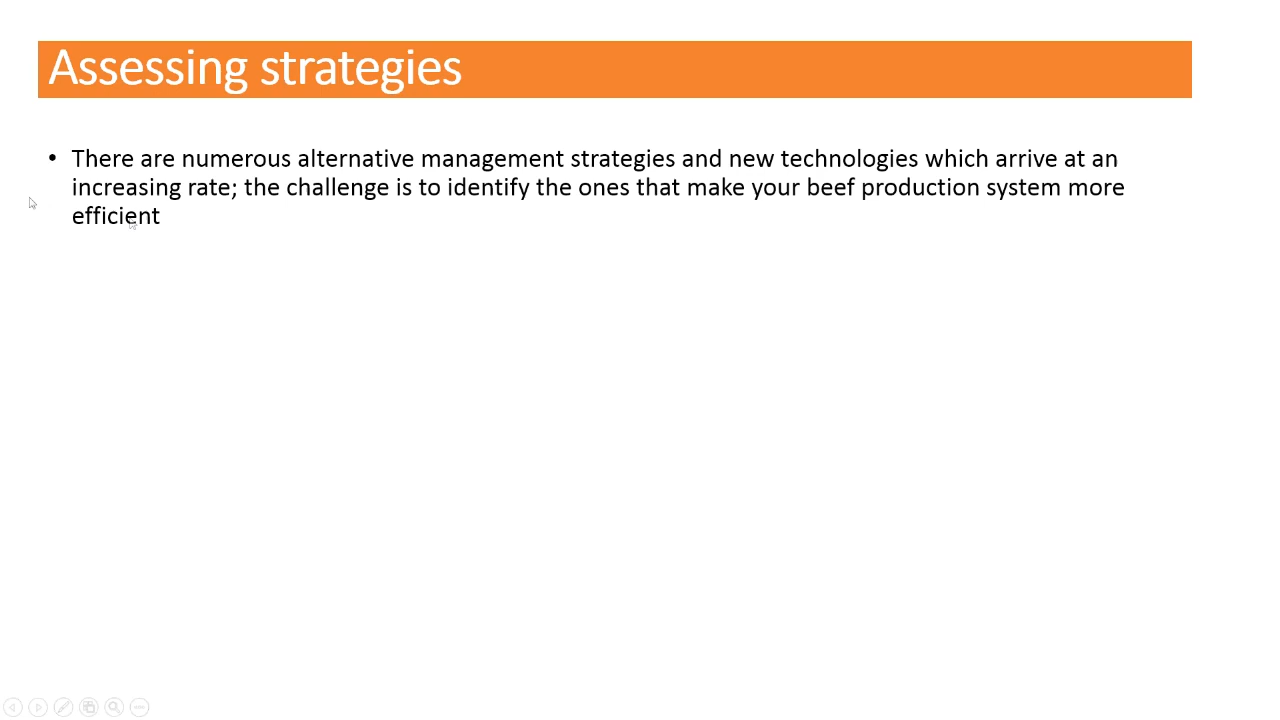 Assessing strategies
• There are numerous alternative management strategies and new technologies which arrive at an
increasing rate; the challenge is to identify the ones that make your beef production system more
efficient